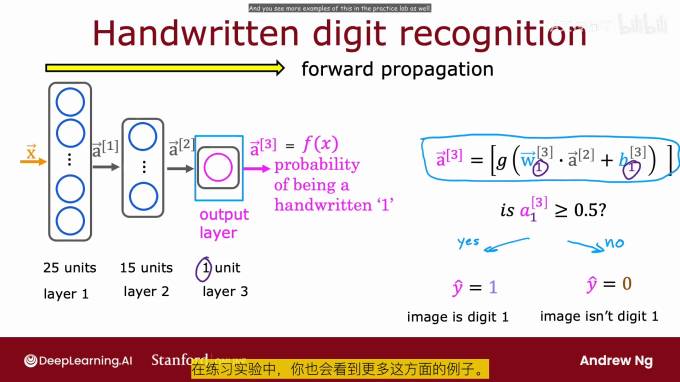 And you see more examples of this in the practice lab as well.
bilibili
Handwritten digit recognition
forward propagation
x⃗
a⃗[1]
a⃗[2]
a⃗[3] = f(x)
probability
of being a
handwritten ‘1’
output
layer
25 units
15 units
1 unit
layer 1
layer 2
layer 3
a⃗[3] = [g (w⃗1[3] · a⃗[2] + b1[3]) ]
is a1[3] ≥ 0.5?
yes
no
ŷ = 1
ŷ = 0
image is digit 1
image isn’t digit 1
DeepLearning.AI
Stanford
Andrew Ng
在练习实验中，你也会看到更多这方面的例子。